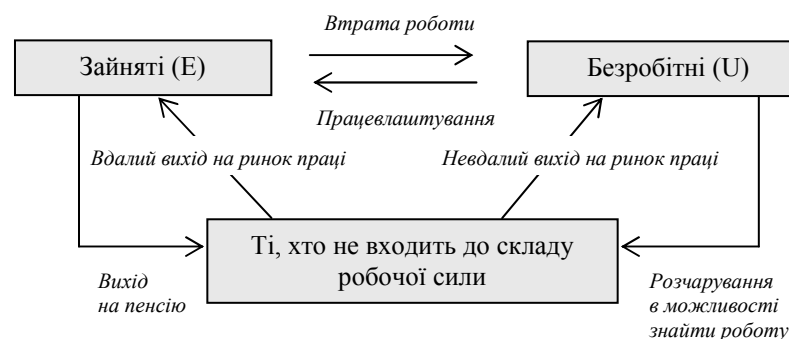 Втрата роботи
Зайняті (E)
Безробітні (U)
Працевлаштування
Вдалий вихід на ринок праці
Невдалий вихід на ринок праці
Ті, хто не входить до складу
робочої сили
Вихід
на пенсію
Розчарування
в можливості
знайти роботу